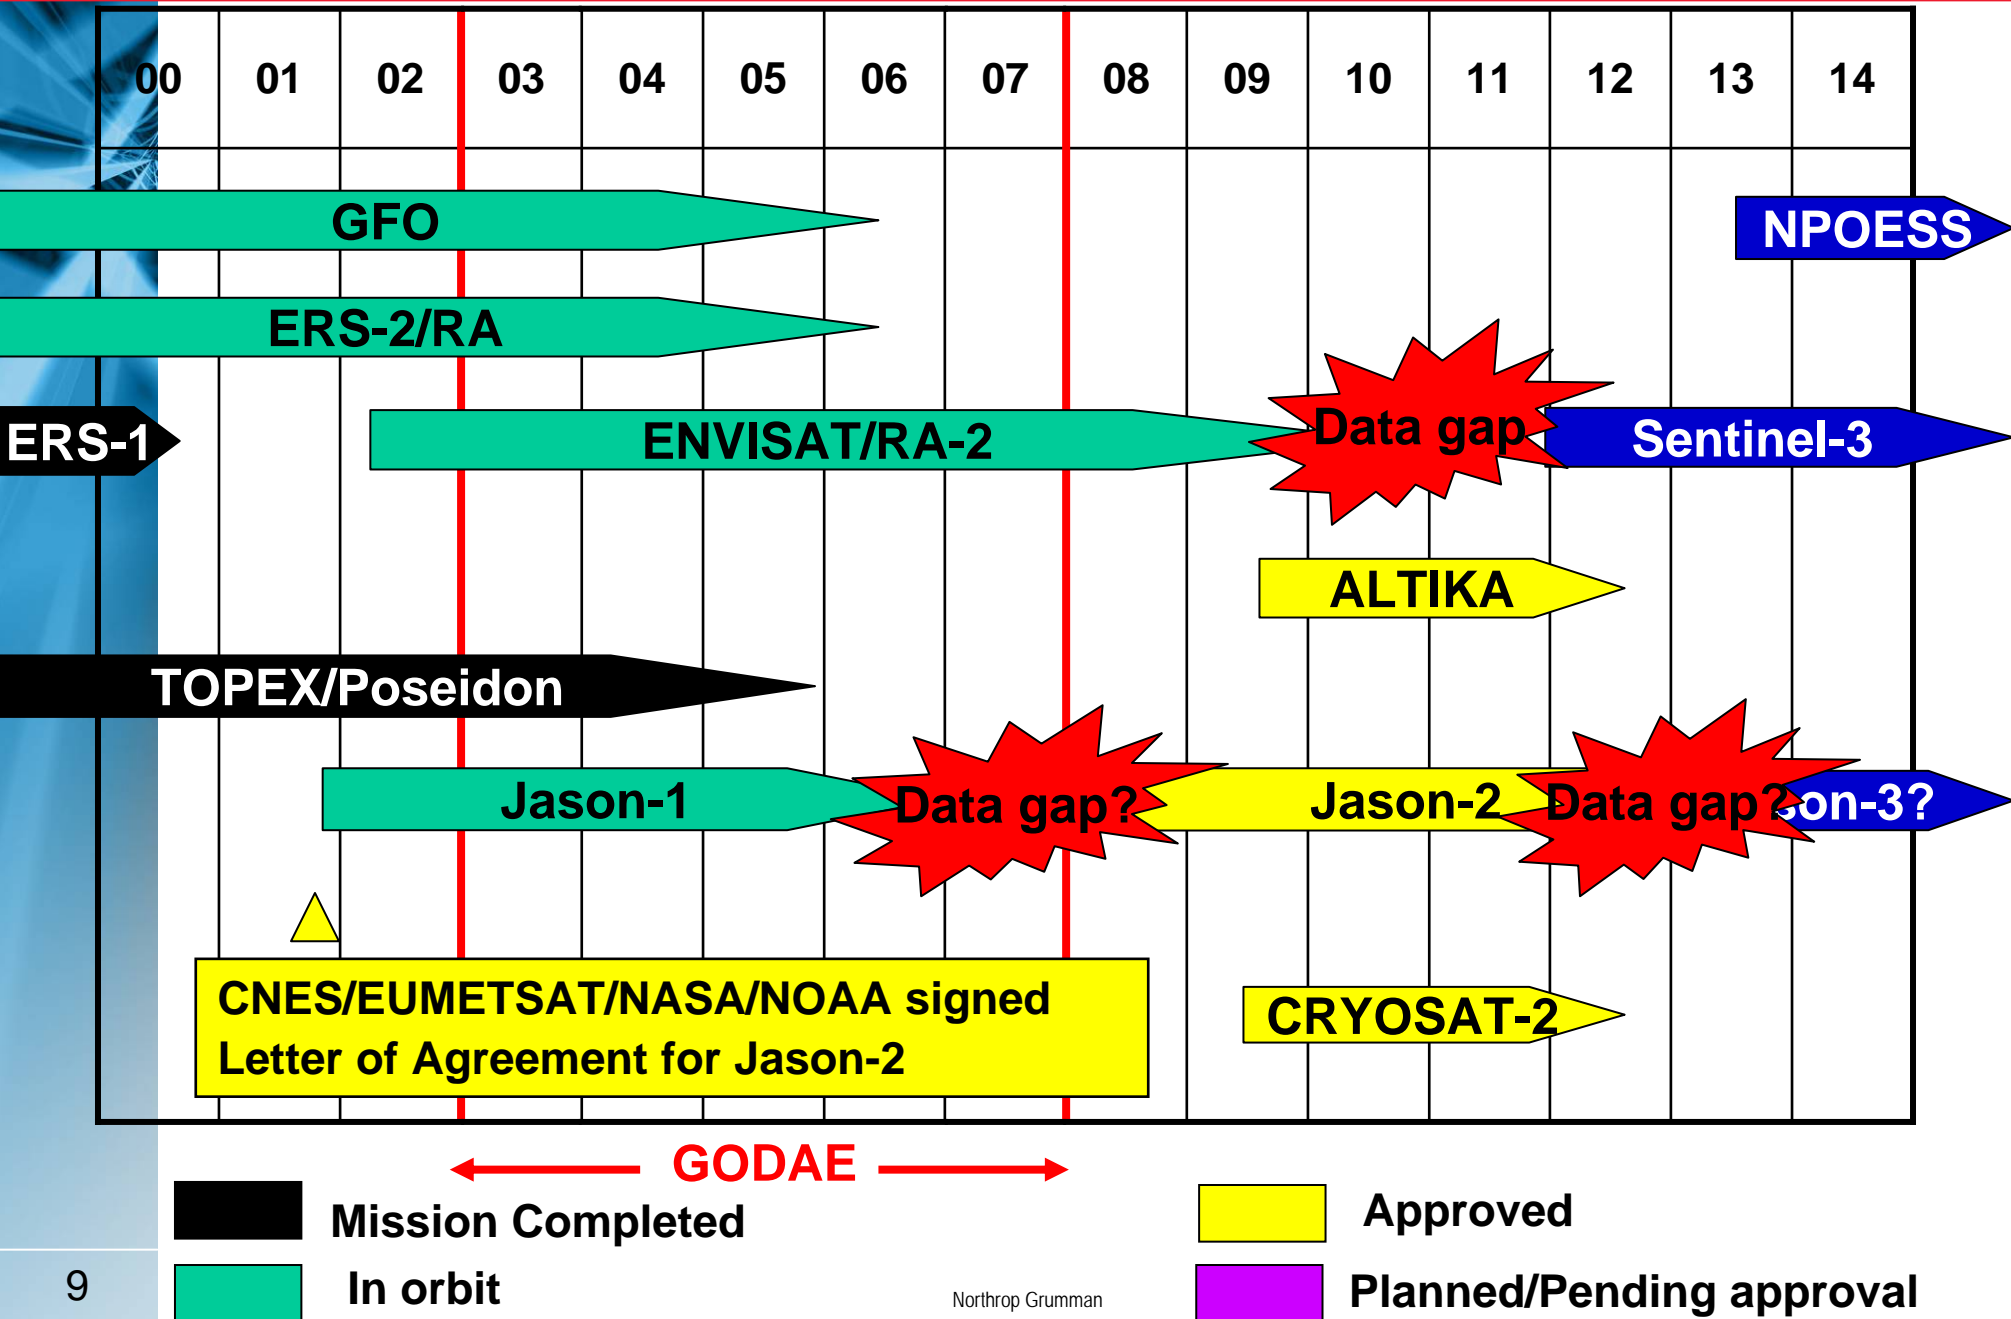 00 01 02 03 04 05 06 07 08 09 10 11 12 13 14
GFO
NPOESS
ERS-2/RA
ERS-1
ENVISAT/RA-2
Data gap
Sentinel-3
ALTIKA
TOPEX/Poseidon
Jason-1
Data gap?
Jason-2
Data gap?
son-3?
CNES/EUMETSAT/NASA/NOAA signed
Letter of Agreement for Jason-2
CRYOSAT-2
GODAE
Mission Completed
Approved
In orbit
Planned/Pending approval
9
Northrop Grumman